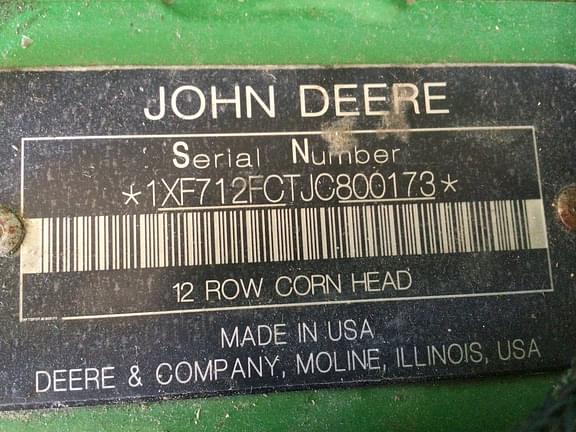 JOHN DEERE
Serial Number
*1XF712FCTJC800173*
12 ROW CORN HEAD
MADE IN USA
DEERE & COMPANY, MOLINE, ILLINOIS, USA